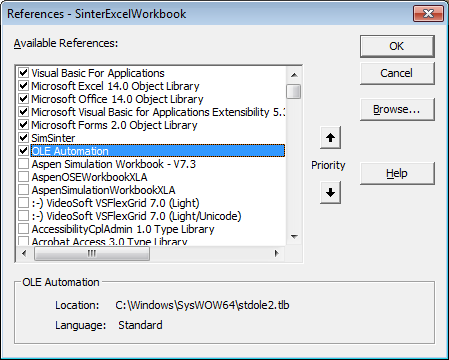 References - SinterExcelWorkbook
Available References:
Visual Basic For Applications
Microsoft Excel 14.0 Object Library
Microsoft Office 14.0 Object Library
Microsoft Visual Basic for Applications Extensibility 5.3
Microsoft Forms 2.0 Object Library
SimSinter
OLE Automation
Aspen Simulation Workbook - V7.3
AspenOSEWorkbookXLA
AspenSimulationWorkbookXLA
:-) VideoSoft VSFlexGrid 7.0 (Light)
:-) VideoSoft VSFlexGrid 7.0 (Light/Unicode)
AccessibilityCplAdmin 1.0 Type Library
Acrobat Access 3.0 Type Library
OK
Cancel
Browse...
Priority
Help
OLE Automation
Location: C:\Windows\SysWOW64\stdole2.tlb
Language: Standard